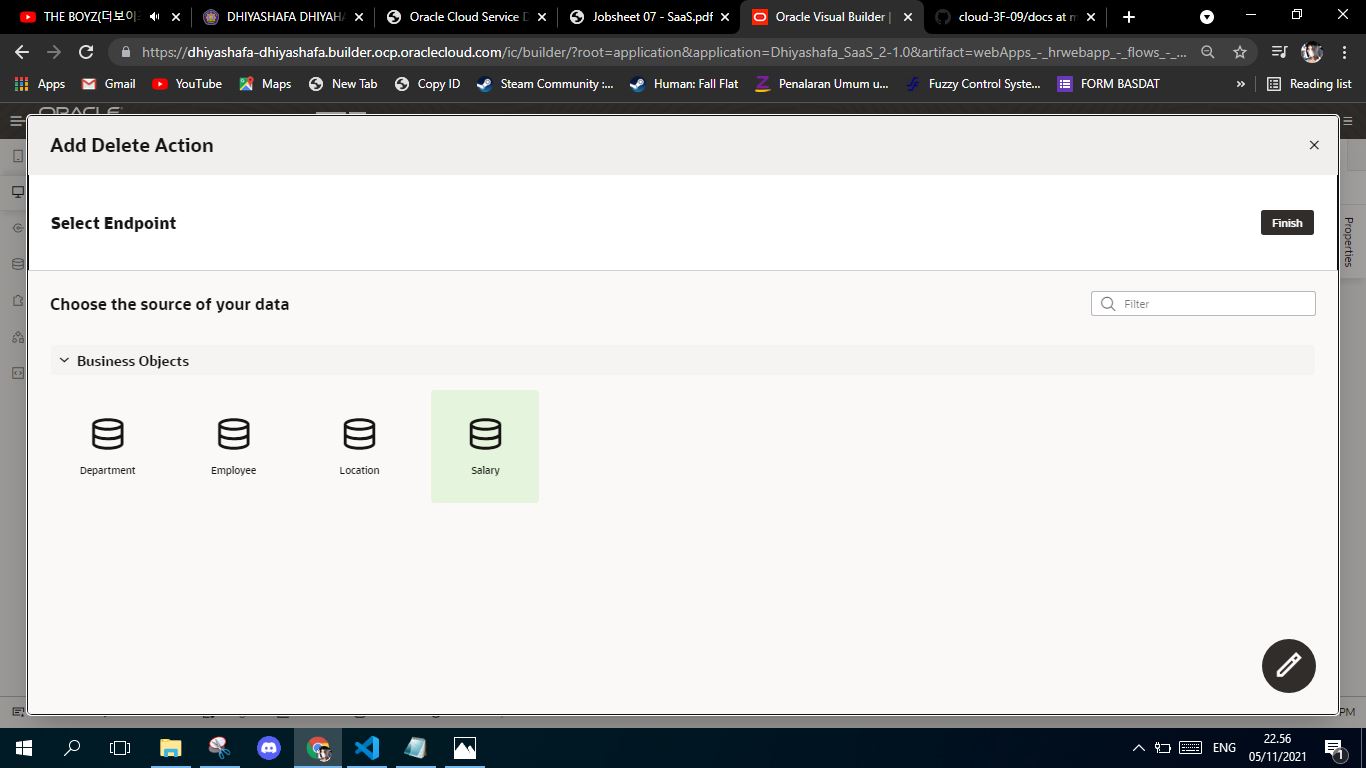 THE BOYZ(더보이
DHIYASHAFA DHIYAHA
Oracle Cloud Service D
Jobsheet 07 - SaaS.pdf
Oracle Visual Builder |
cloud-3F-09/docs at m
https://dhiyashafa-dhiyashafa.builder.ocp.oraclecloud.com/ic/builder/?root=application&application=Dhiyashafa_SaaS_2-1.0&artifact=webApps_-_hrwebapp_-_flows_-_...
Apps
Gmail
YouTube
Maps
New Tab
Copy ID
Steam Community :...
Human: Fall Flat
Penalaran Umum u...
Fuzzy Control Syste...
FORM BASDAT
»
Reading list
ORACLE
Add Delete Action
Select Endpoint
Finish
Properties
Choose the source of your data
Filter
Business Objects
Department
Employee
Location
Salary
PM
ENG
22.56
05/11/2021
1